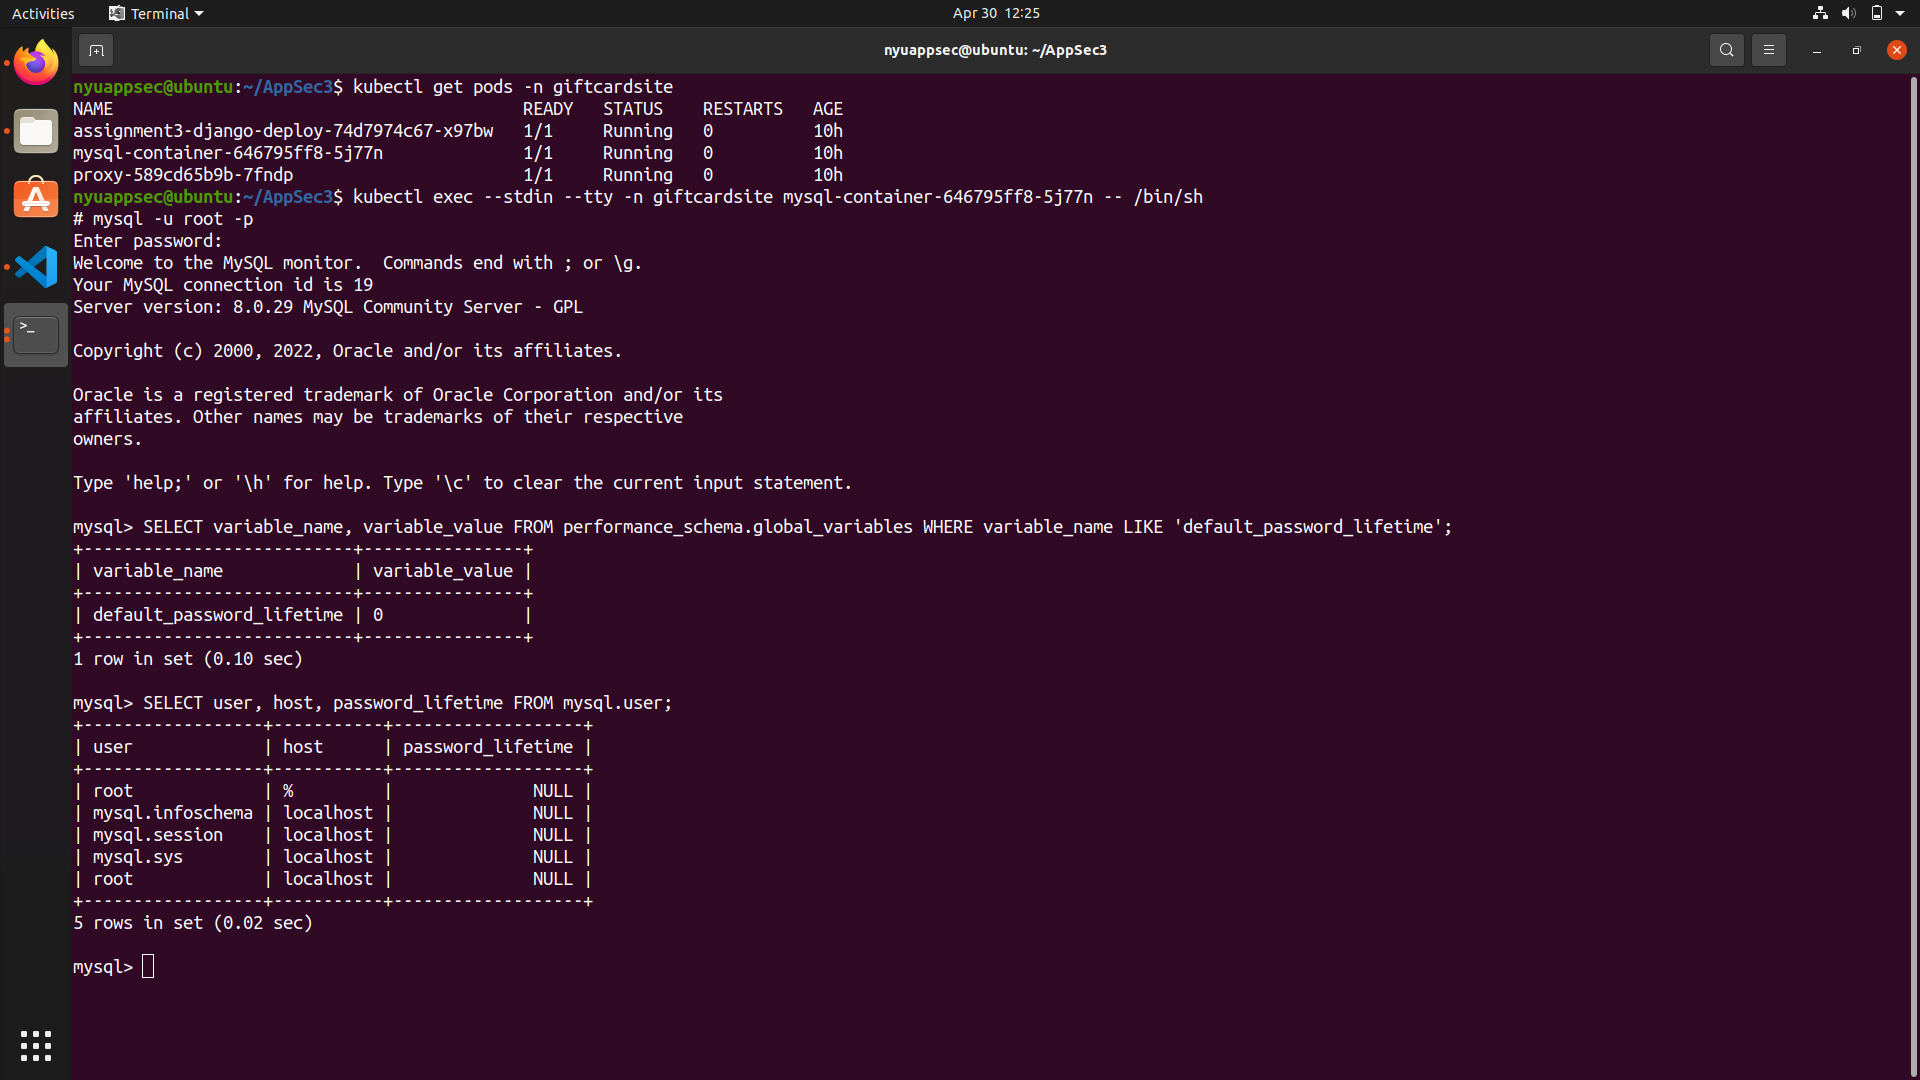 Activities Terminal Apr 30 12:25
nyuappsec@ubuntu: ~/AppSec3
nyuappsec@ubuntu:~/AppSec3$ kubectl get pods -n giftcardsite
NAME                                         READY   STATUS    RESTARTS   AGE
assignment3-django-deploy-74d7974c67-x97bw   1/1     Running   0          10h
mysql-container-646795ff8-5j77n              1/1     Running   0          10h
proxy-589cd65b9b-7fndp                       1/1     Running   0          10h
nyuappsec@ubuntu:~/AppSec3$ kubectl exec --stdin --tty -n giftcardsite mysql-container-646795ff8-5j77n -- /bin/sh
# mysql -u root -p
Enter password:
Welcome to the MySQL monitor.  Commands end with ; or \g.
Your MySQL connection id is 19
Server version: 8.0.29 MySQL Community Server - GPL
Copyright (c) 2000, 2022, Oracle and/or its affiliates.
Oracle is a registered trademark of Oracle Corporation and/or its
affiliates. Other names may be trademarks of their respective
owners.
Type 'help;' or '\h' for help. Type '\c' to clear the current input statement.
mysql> SELECT variable_name, variable_value FROM performance_schema.global_variables WHERE variable_name LIKE 'default_password_lifetime';
+---------------------------+----------------+
| variable_name             | variable_value |
+---------------------------+----------------+
| default_password_lifetime | 0              |
+---------------------------+----------------+
1 row in set (0.10 sec)
mysql> SELECT user, host, password_lifetime FROM mysql.user;
+------------------+-----------+-------------------+
| user             | host      | password_lifetime |
+------------------+-----------+-------------------+
| root             | %         |              NULL |
| mysql.infoschema | localhost |              NULL |
| mysql.session    | localhost |              NULL |
| mysql.sys        | localhost |              NULL |
| root             | localhost |              NULL |
+------------------+-----------+-------------------+
5 rows in set (0.02 sec)
mysql>